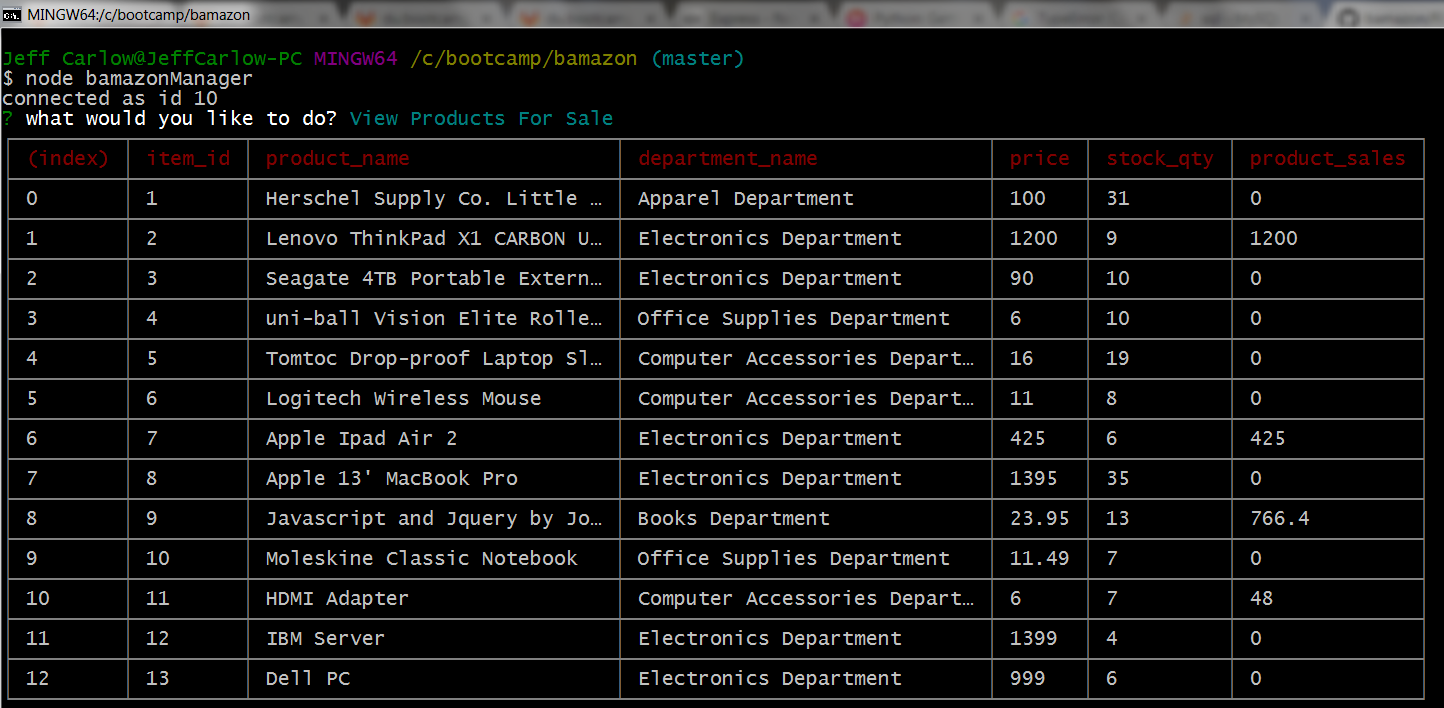 MINGW64:/c/bootcamp/bamazon
Jeff Carlow@JeffCarlow-PC MINGW64 /c/bootcamp/bamazon (master)
$ node bamazonManager
connected as id 10
? what would you like to do? View Products For Sale
(index) item_id product_name department_name price stock_qty product_sales
0 1 Herschel Supply Co. Little … Apparel Department 100 31 0
1 2 Lenovo ThinkPad X1 CARBON U… Electronics Department 1200 9 1200
2 3 Seagate 4TB Portable Extern… Electronics Department 90 10 0
3 4 uni-ball Vision Elite Rolle… Office Supplies Department 6 10 0
4 5 Tomtoc Drop-proof Laptop Sl… Computer Accessories Depart… 16 19 0
5 6 Logitech Wireless Mouse Computer Accessories Depart… 11 8 0
6 7 Apple Ipad Air 2 Electronics Department 425 6 425
7 8 Apple 13' MacBook Pro Electronics Department 1395 35 0
8 9 Javascript and Jquery by Jo… Books Department 23.95 13 766.4
9 10 Moleskine Classic Notebook Office Supplies Department 11.49 7 0
10 11 HDMI Adapter Computer Accessories Depart… 6 7 48
11 12 IBM Server Electronics Department 1399 4 0
12 13 Dell PC Electronics Department 999 6 0